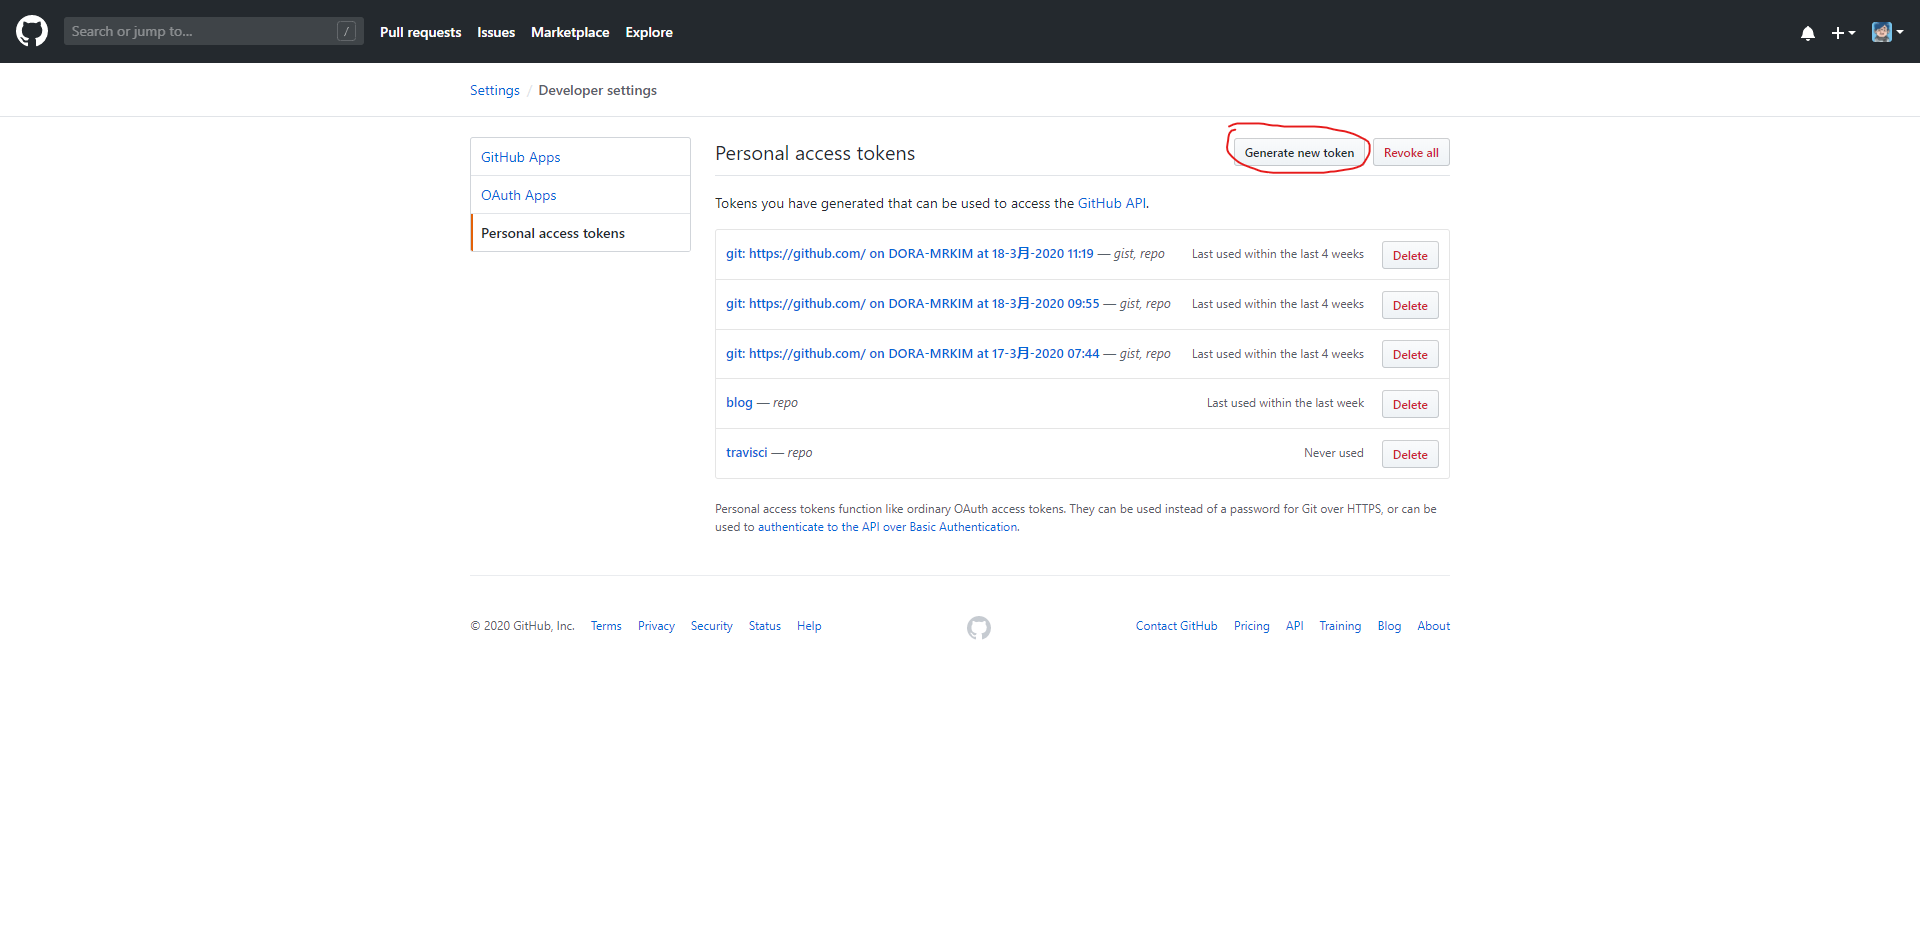 Search or jump to...
/
Pull requests
Issues
Marketplace
Explore
Settings / Developer settings
GitHub Apps
OAuth Apps
Personal access tokens
Personal access tokens
Generate new token
Revoke all
Tokens you have generated that can be used to access the GitHub API.
git: https://github.com/ on DORA-MRKIM at 18-3月-2020 11:19 — gist, repo
Last used within the last 4 weeks
Delete
git: https://github.com/ on DORA-MRKIM at 18-3月-2020 09:55 — gist, repo
Last used within the last 4 weeks
Delete
git: https://github.com/ on DORA-MRKIM at 17-3月-2020 07:44 — gist, repo
Last used within the last 4 weeks
Delete
blog — repo
Last used within the last week
Delete
travisci — repo
Never used
Delete
Personal access tokens function like ordinary OAuth access tokens. They can be used instead of a password for Git over HTTPS, or can be
used to authenticate to the API over Basic Authentication.
© 2020 GitHub, Inc.
Terms
Privacy
Security
Status
Help
Contact GitHub
Pricing
API
Training
Blog
About